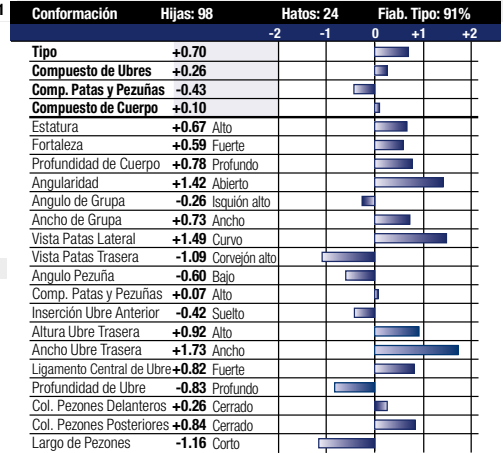 1
Conformación Hijas: 98 Hatos: 24 Fiab. Tipo: 91%
-2 -1 0 +1 +2
Tipo +0.70
Compuesto de Ubres +0.26
Comp. Patas y Pezuñas -0.43
Compuesto de Cuerpo +0.10
Estatura +0.67 Alto
Fortaleza +0.59 Fuerte
Profundidad de Cuerpo +0.78 Profundo
Angularidad +1.42 Abierto
Angulo de Grupa -0.26 Isquión alto
Ancho de Grupa +0.73 Ancho
Vista Patas Lateral +1.49 Curvo
Vista Patas Trasera -1.09 Corvejón alto
Angulo Pezuña -0.60 Bajo
Comp. Patas y Pezuñas +0.07 Alto
Inserción Ubre Anterior -0.42 Suelto
Altura Ubre Trasera +0.92 Alto
Ancho Ubre Trasera +1.73 Ancho
Ligamento Central de Ubre +0.82 Fuerte
Profundidad de Ubre -0.83 Profundo
Col. Pezones Delanteros +0.26 Cerrado
Col. Pezones Posteriores +0.84 Cerrado
Largo de Pezones -1.16 Corto